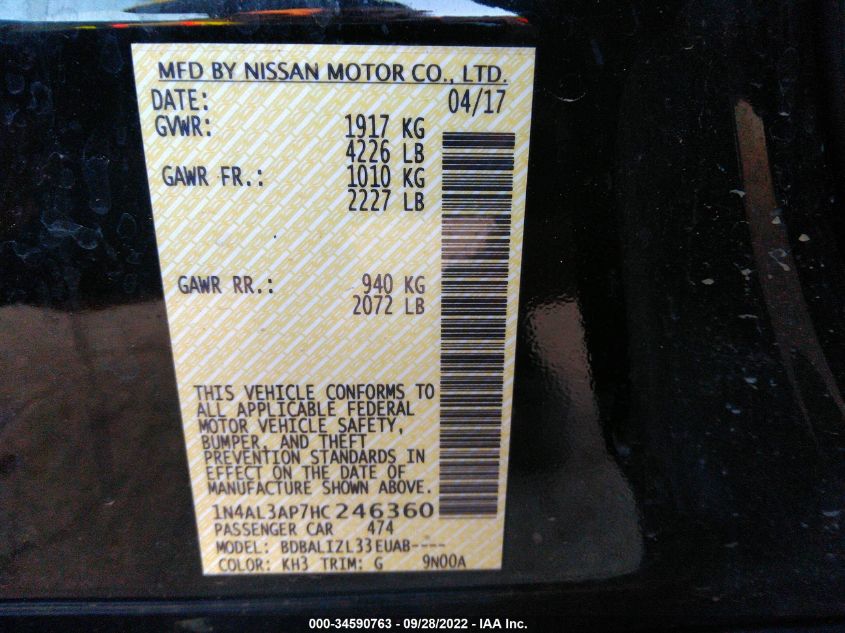 MFD BY NISSAN MOTOR CO., LTD.
DATE: 04/17
GVWR: 1917 KG
4226 LB
GAWR FR.: 1010 KG
2227 LB
GAWR RR.: 940 KG
2072 LB
THIS VEHICLE CONFORMS TO
ALL APPLICABLE FEDERAL
MOTOR VEHICLE SAFETY,
BUMPER, AND THEFT
PREVENTION STANDARDS IN
EFFECT ON THE DATE OF
MANUFACTURE SHOWN ABOVE.
1N4AL3AP7HC246360
PASSENGER CAR 474
MODEL: BDBALIZL33EUAB----
COLOR: KH3 TRIM: G 9N00A
000-34590763 - 09/28/2022 - IAA Inc.